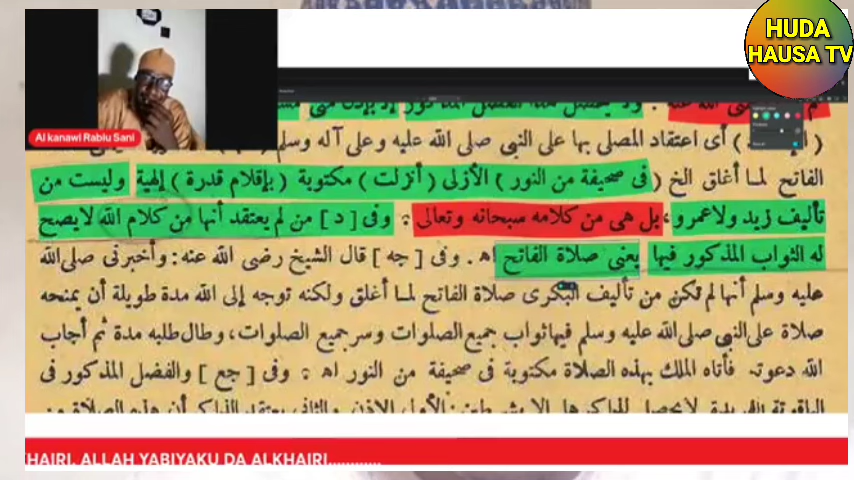 HUDA
HAUSA TV
Al kanawi Rabiu Sani
أى اعتقاد المصلى بها على النبى صلى الله عليه وعلى آله وسلم
الفاتح لما أغلق الخ (فى صحيفة من النور) الأزلى (أنزلت) مكتوبة (بإقلام قدرة) إلهية وليست من
تأليف زيد ولا عمرو، بل هى من كلامه سبحانه وتعالى؛ وفى [د] من لم يعتقد أنها من كلام الله لايصح
له الثواب المذكور فيها يعنى صلاة الفاتح اه. وفى [جه] قال الشيخ رضى الله عنه: وأخبرنى صلى الله
عليه وسلم أنها لم تكن من تأليف البكرى صلاة الفاتح لما أغلق ولكنه توجه إلى الله مدة طويلة أن يمنحه
صلاة على النبى صلى الله عليه وسلم فيها ثواب جميع الصلوات وسر جميع الصلوات، وطال طلبه مدة ثم أجاب
الله دعوته. فأتاه الملك بهذه الصلاة مكتوبة فى صحيفة من النور اه؛ وفى [جع] والفضل المذكور فى
HAIRI. ALLAH YABIYAKU DA ALKHAIRI............